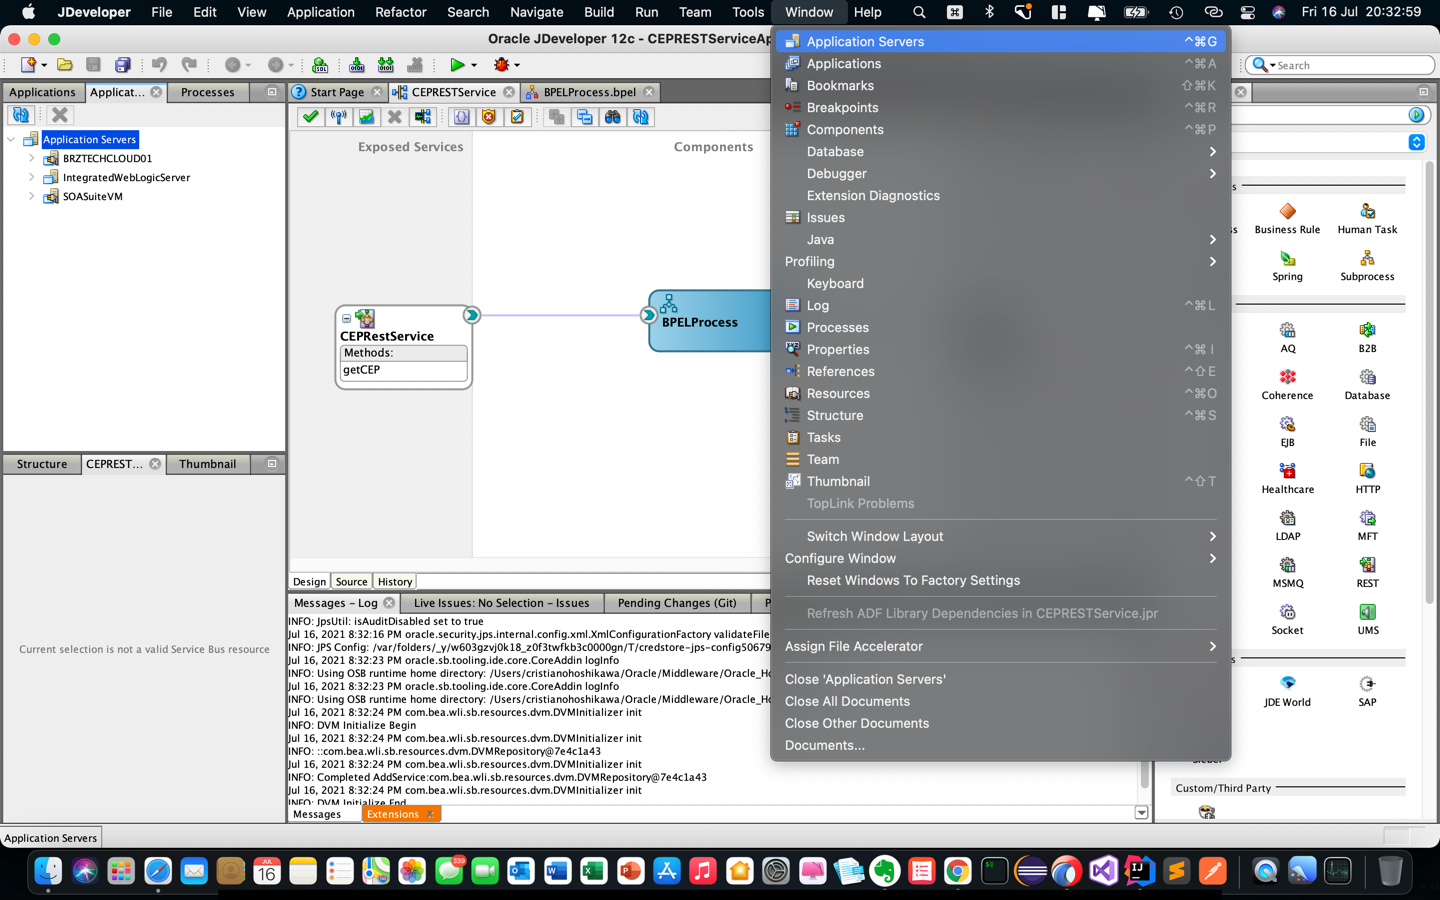 JDeveloper File Edit View Application Refactor Search Navigate Build Run Team Tools Window Help Fri 16 Jul 20:32:59
Oracle JDeveloper 12c - CEPRESTServiceAp
Search
Applications Applicat... Processes
Start Page CEPRESTService BPELProcess.bpel
Application Servers
BRZTECHCLOUD01
IntegratedWebLogicServer
SOASuiteVM
Exposed Services
Components
CEPRestService
Methods:
getCEP
BPELProcess
Structure CEPREST... Thumbnail
Current selection is not a valid Service Bus resource
Design Source History
Messages - Log Live Issues: No Selection - Issues Pending Changes (Git) P
INFO: JpsUtil: isAuditDisabled set to true
Jul 16, 2021 8:32:16 PM oracle.security.jps.internal.config.xml.XmlConfigurationFactory validateFile
INFO: JPS Config: /var/folders/_y/w603gzvj0k18_z0f3twfkb3c0000gn/T/credstore-jps-config50679
Jul 16, 2021 8:32:23 PM oracle.sb.tooling.ide.core.CoreAddin logInfo
INFO: Using OSB runtime home directory: /Users/cristianohoshikawa/Oracle/Middleware/Oracle_Ho
Jul 16, 2021 8:32:23 PM oracle.sb.tooling.ide.core.CoreAddin logInfo
INFO: Using OSB runtime home directory: /Users/cristianohoshikawa/Oracle/Middleware/Oracle_Ho
Jul 16, 2021 8:32:24 PM com.bea.wli.sb.resources.dvm.DVMInitializer init
INFO: DVM Initialize Begin
Jul 16, 2021 8:32:24 PM com.bea.wli.sb.resources.dvm.DVMInitializer init
INFO: ::com.bea.wli.sb.resources.dvm.DVMRepository@7e4c1a43
Jul 16, 2021 8:32:24 PM com.bea.wli.sb.resources.dvm.DVMInitializer init
INFO: Completed AddService:com.bea.wli.sb.resources.dvm.DVMRepository@7e4c1a43
Jul 16, 2021 8:32:24 PM com.bea.wli.sb.resources.dvm.DVMInitializer init
INFO: DVM Initialize End
Messages Extensions
Application Servers
Application Servers ^⌘G
Applications ^⌘A
Bookmarks ⇧⌘K
Breakpoints ^⌘R
Components ^⌘P
Database
Debugger
Extension Diagnostics
Issues
Java
Profiling
Keyboard
Log ^⌘L
Processes
Properties ^⌘I
References ^⇧E
Resources ^⌘O
Structure ^⌘S
Tasks
Team
Thumbnail ^⇧T
TopLink Problems
Switch Window Layout
Configure Window
Reset Windows To Factory Settings
Refresh ADF Library Dependencies in CEPRESTService.jpr
Assign File Accelerator
Close 'Application Servers'
Close All Documents
Close Other Documents
Documents...
s
ss Business Rule Human Task
Spring Subprocess
AQ B2B
Coherence Database
EJB File
Healthcare HTTP
LDAP MFT
MSMQ REST
Socket UMS
s
JDE World SAP
Custom/Third Party
JUL
16
339